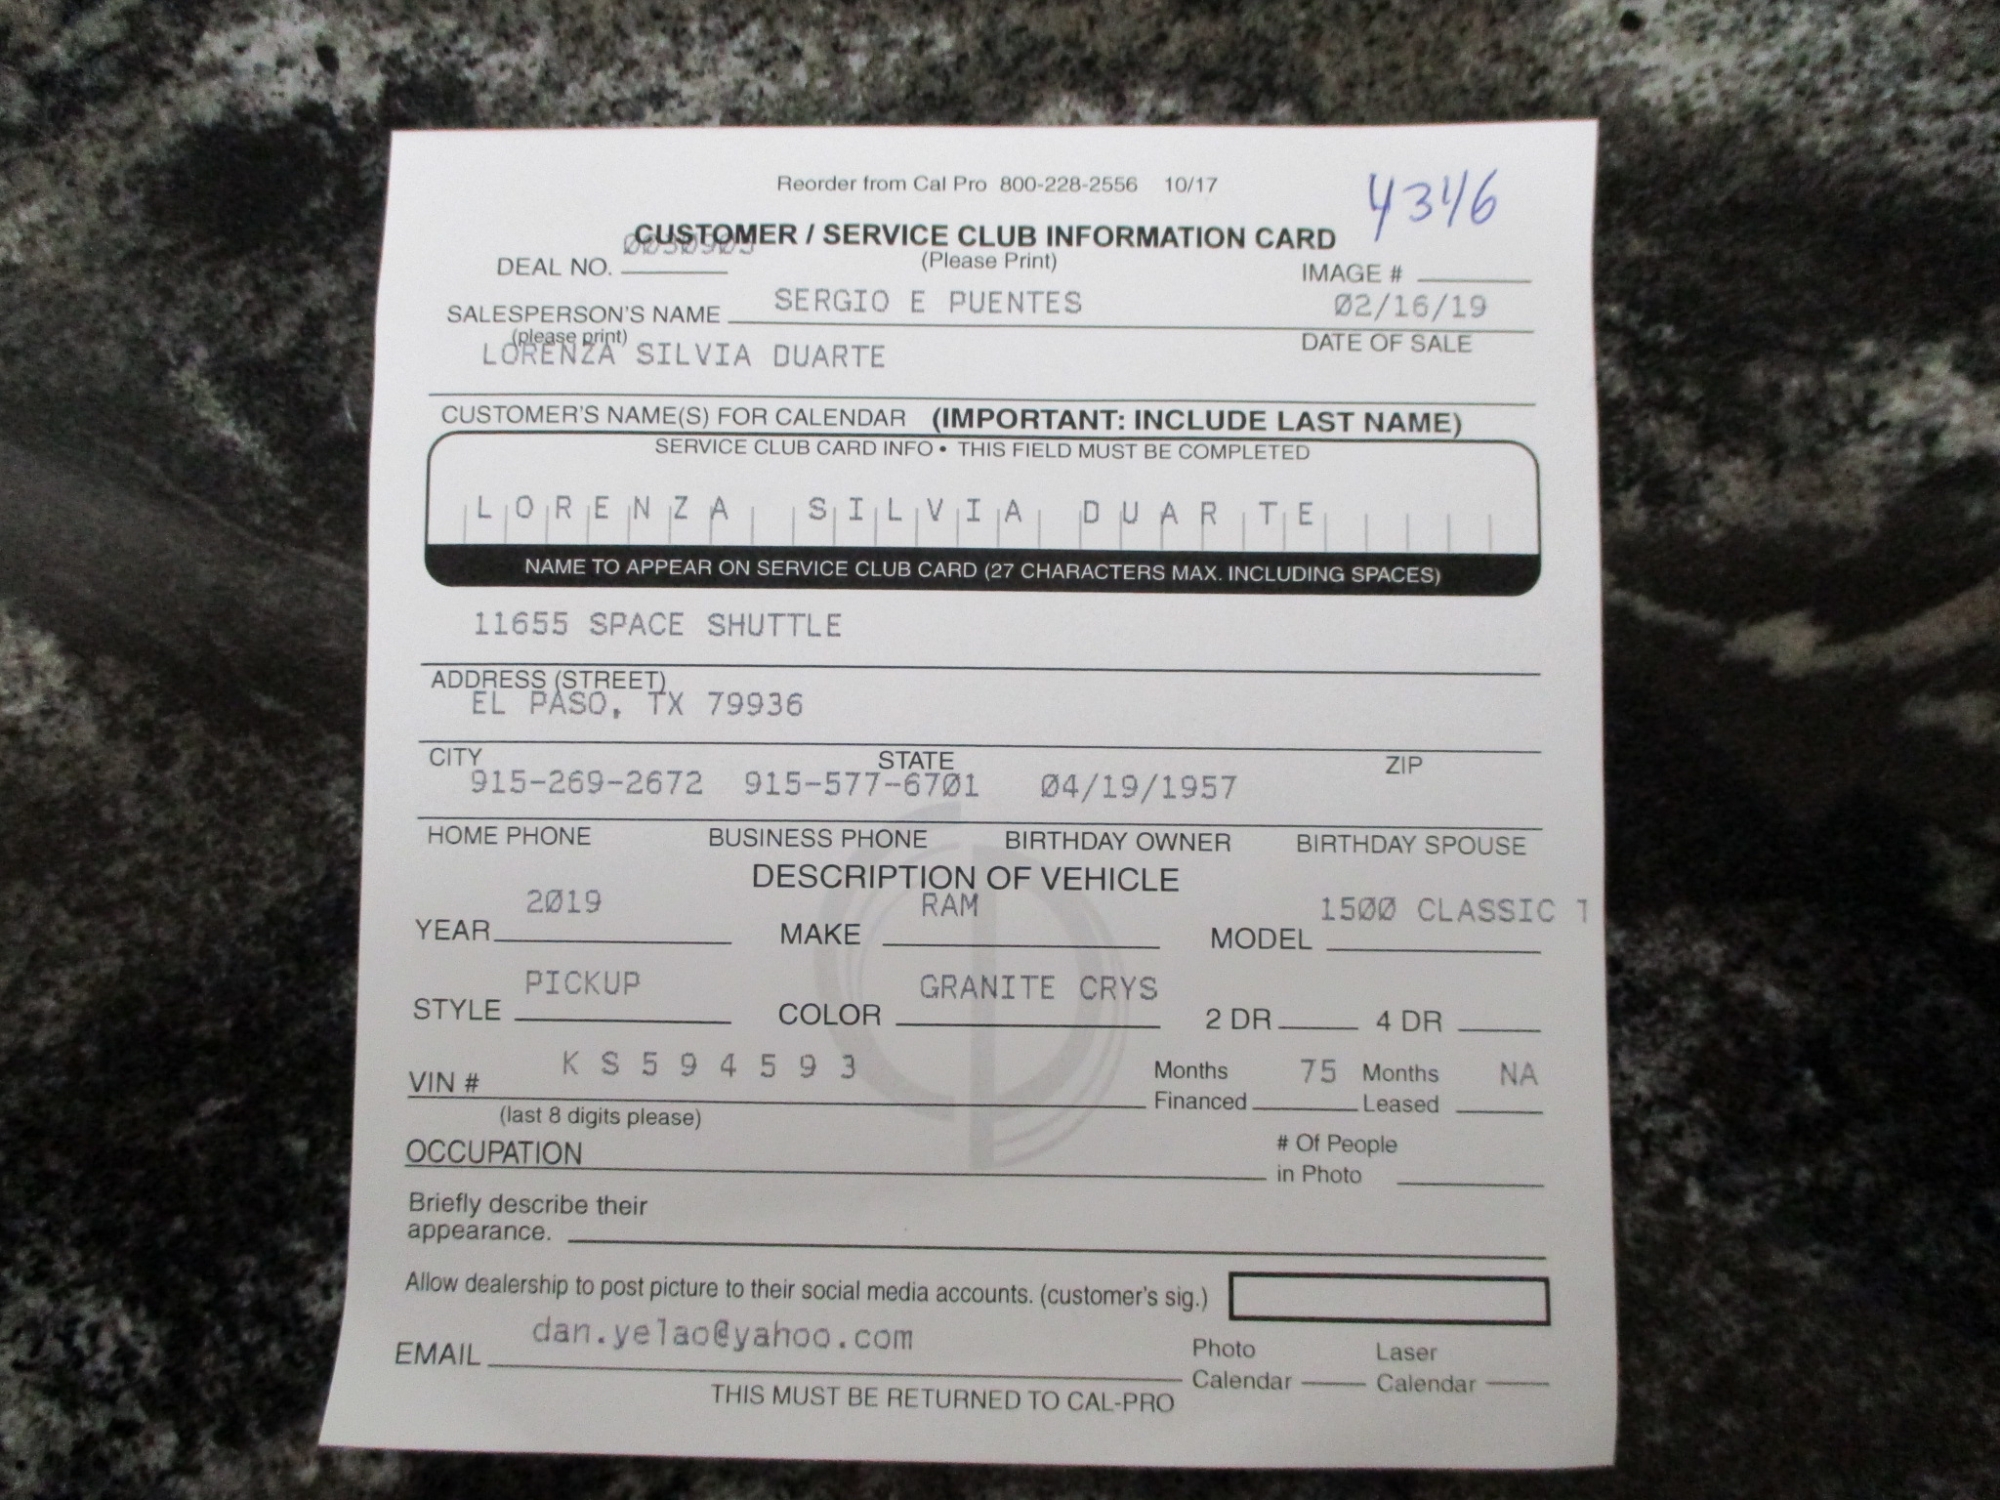 Reorder from Cal Pro 800-228-2556 10/17
4346
CUSTOMER / SERVICE CLUB INFORMATION CARD
(Please Print)
DEAL NO.
IMAGE #
SALESPERSON'S NAME SERGIO E PUENTES 02/16/19
(please print) DATE OF SALE
LORENZA SILVIA DUARTE
CUSTOMER'S NAME(S) FOR CALENDAR (IMPORTANT: INCLUDE LAST NAME)
SERVICE CLUB CARD INFO • THIS FIELD MUST BE COMPLETED
LORENZA SILVIA DUARTE
NAME TO APPEAR ON SERVICE CLUB CARD (27 CHARACTERS MAX. INCLUDING SPACES)
11655 SPACE SHUTTLE
ADDRESS (STREET)
EL PASO, TX 79936
CITY STATE ZIP
915-269-2672 915-577-6701 04/19/1957
HOME PHONE BUSINESS PHONE BIRTHDAY OWNER BIRTHDAY SPOUSE
DESCRIPTION OF VEHICLE
YEAR 2019 MAKE RAM MODEL 1500 CLASSIC T
STYLE PICKUP COLOR GRANITE CRYS 2 DR 4 DR
VIN # KS594593 Months Financed 75 Months Leased NA
(last 8 digits please)
OCCUPATION # Of People in Photo
Briefly describe their
appearance.
Allow dealership to post picture to their social media accounts. (customer's sig.)
EMAIL dan.yelao@yahoo.com Photo Calendar Laser Calendar
THIS MUST BE RETURNED TO CAL-PRO